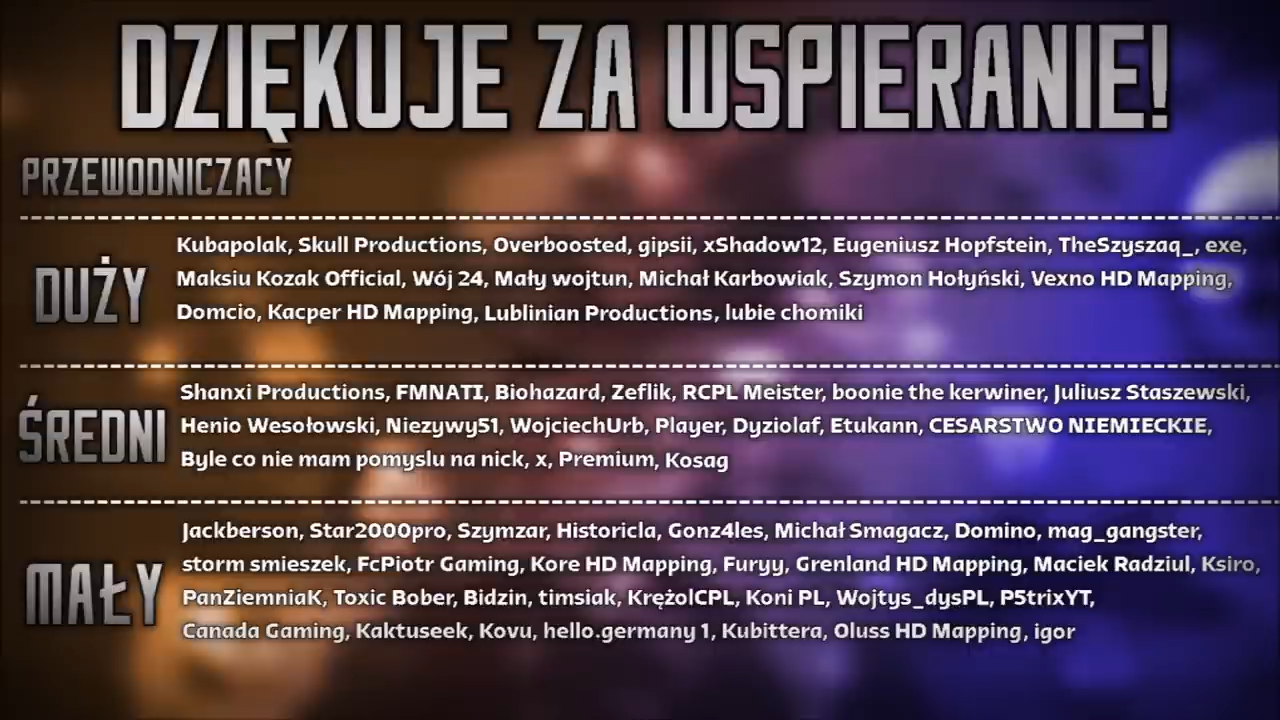 DZIĘKUJE ZA WSPIERANIE!
PRZEWODNICZACY
DUŻY
Kubapolak, Skull Productions, Overboosted, gipsii, xShadow12, Eugeniusz Hopfstein, TheSzyszaq_, exe,
Maksiu Kozak Official, Wój 24, Mały wojtun, Michał Karbowiak, Szymon Hołyński, Vexno HD Mapping,
Domcio, Kacper HD Mapping, Lublinian Productions, lubie chomiki
ŚREDNI
Shanxi Productions, FMNATI, Biohazard, Zeflik, RCPL Meister, boonie the kerwiner, Juliusz Staszewski,
Henio Wesołowski, Niezywy51, WojciechUrb, Player, Dyziolaf, Etukann, CESARSTWO NIEMIECKIE,
Byle co nie mam pomyslu na nick, x, Premium, Kosag
MAŁY
Jackberson, Star2000pro, Szymzar, Historicla, Gonz4les, Michał Smagacz, Domino, mag_gangster,
storm smieszek, FcPiotr Gaming, Kore HD Mapping, Furyy, Grenland HD Mapping, Maciek Radziul, Ksiro,
PanZiemniaK, Toxic Bober, Bidzin, timsiak, KrężolCPL, Koni PL, Wojtys_dysPL, P5trixYT,
Canada Gaming, Kaktuseek, Kovu, hello.germany 1, Kubittera, Oluss HD Mapping, igor